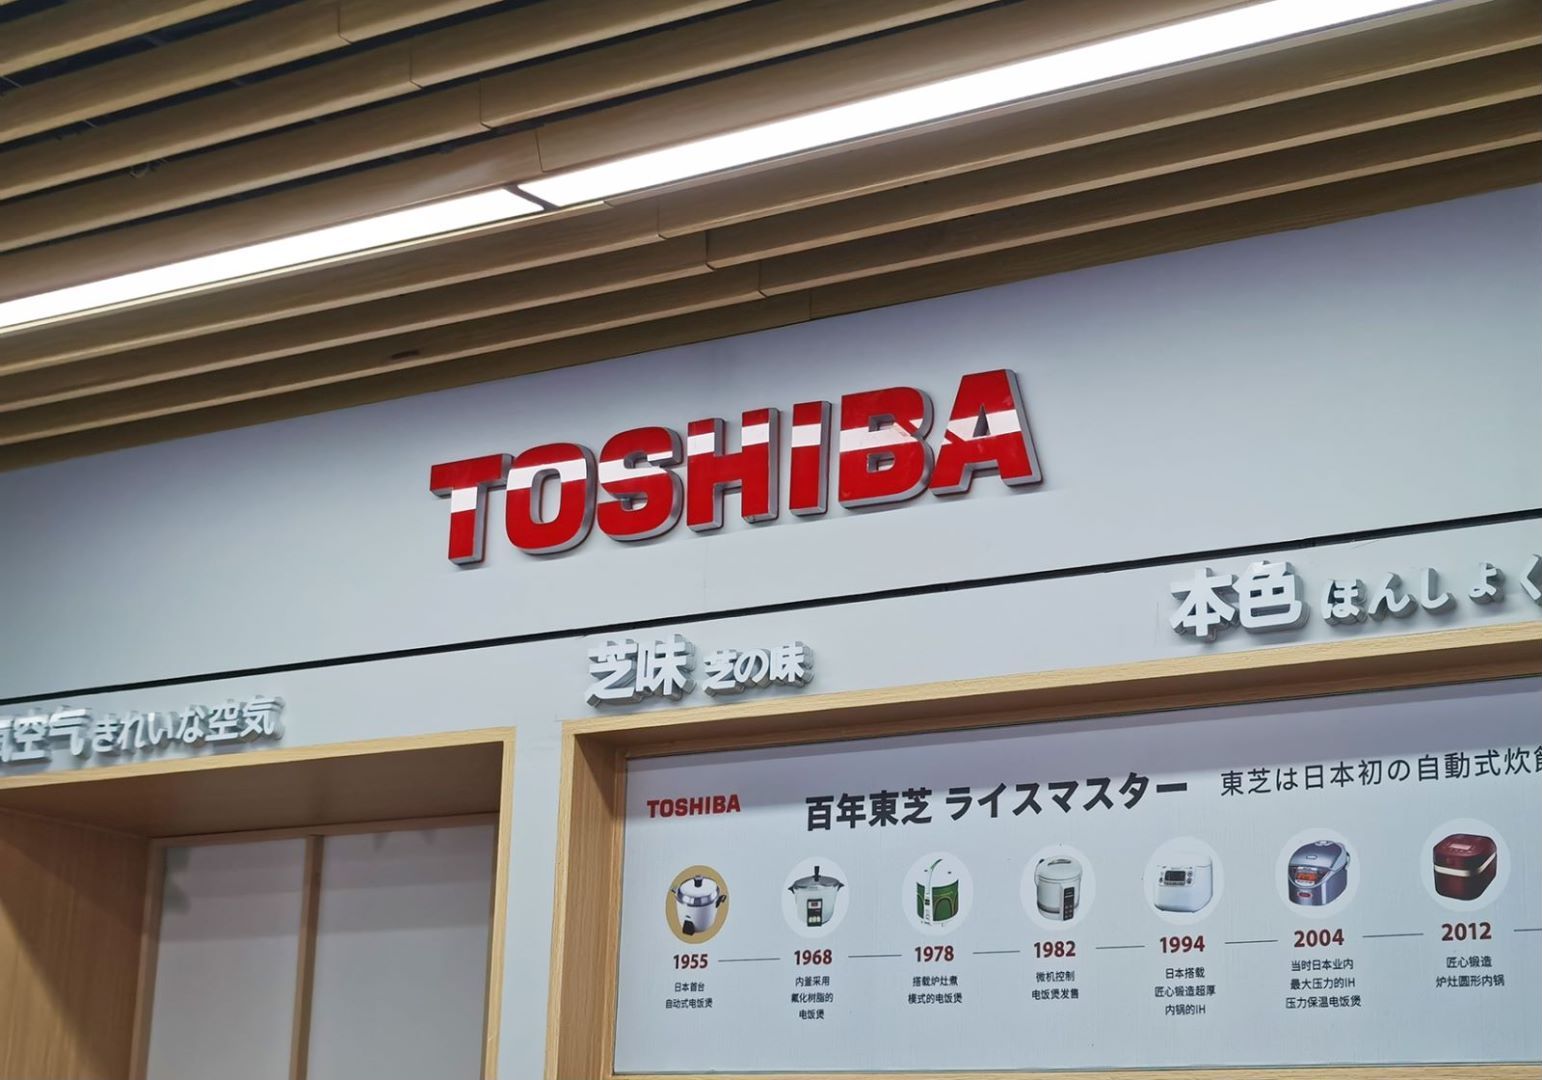 TOSHIBA
本色 ほんしょく
芝味 芝の味
空气 きれいな空気
TOSHIBA
百年東芝 ライスマスター
東芝は日本初の自動式炊
1955
日本首台
自动式电饭煲
1968
内釜采用
氟化树脂的
电饭煲
1978
搭载炉灶煮
模式的电饭煲
1982
微机控制
电饭煲发售
1994
日本搭载
匠心锻造超厚
内锅的IH
2004
当时日本业内
最大压力的IH
压力保温电饭煲
2012
匠心锻造
炉灶圆形内锅